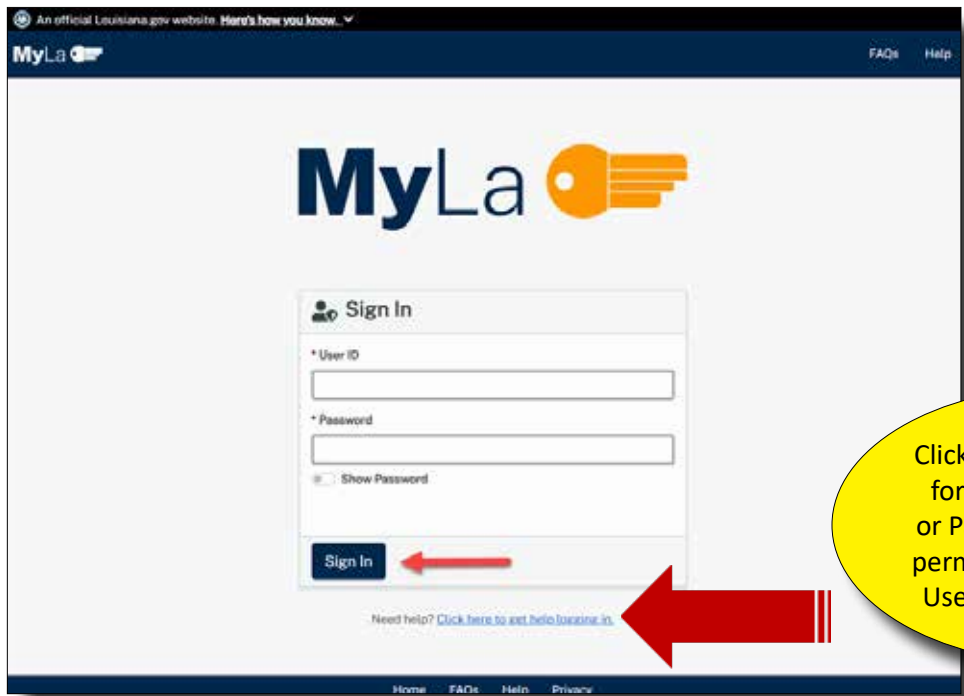 An official Louisiana.gov website. Here's how you know.
MyLa
FAQs Help
MyLa
Sign In
* User ID
* Password
Show Password
Sign In
Need help? Click here to get help logging in.
Click
for
or P
Use
Home FAQs Help Privacy